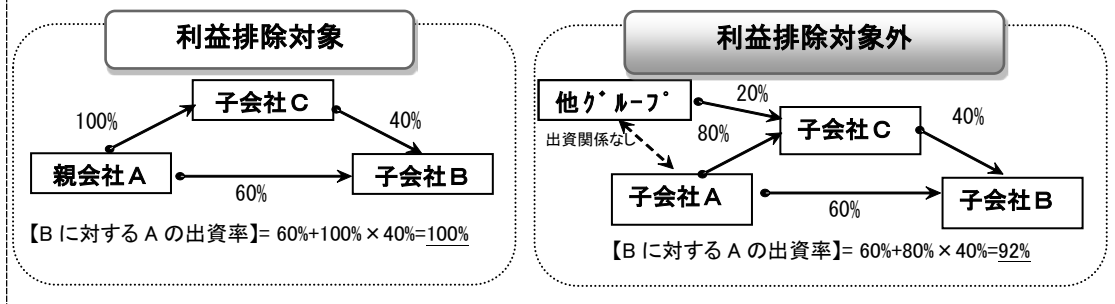 利益排除対象
子会社C
100%
40%
親会社A
子会社B
60%
【B に対する A の出資率】= 60%+100%×40%=100%
利益排除対象外
他グループ
20%
子会社C
40%
出資関係なし
80%
子会社A
子会社B
60%
【B に対する A の出資率】= 60%+80%×40%=92%